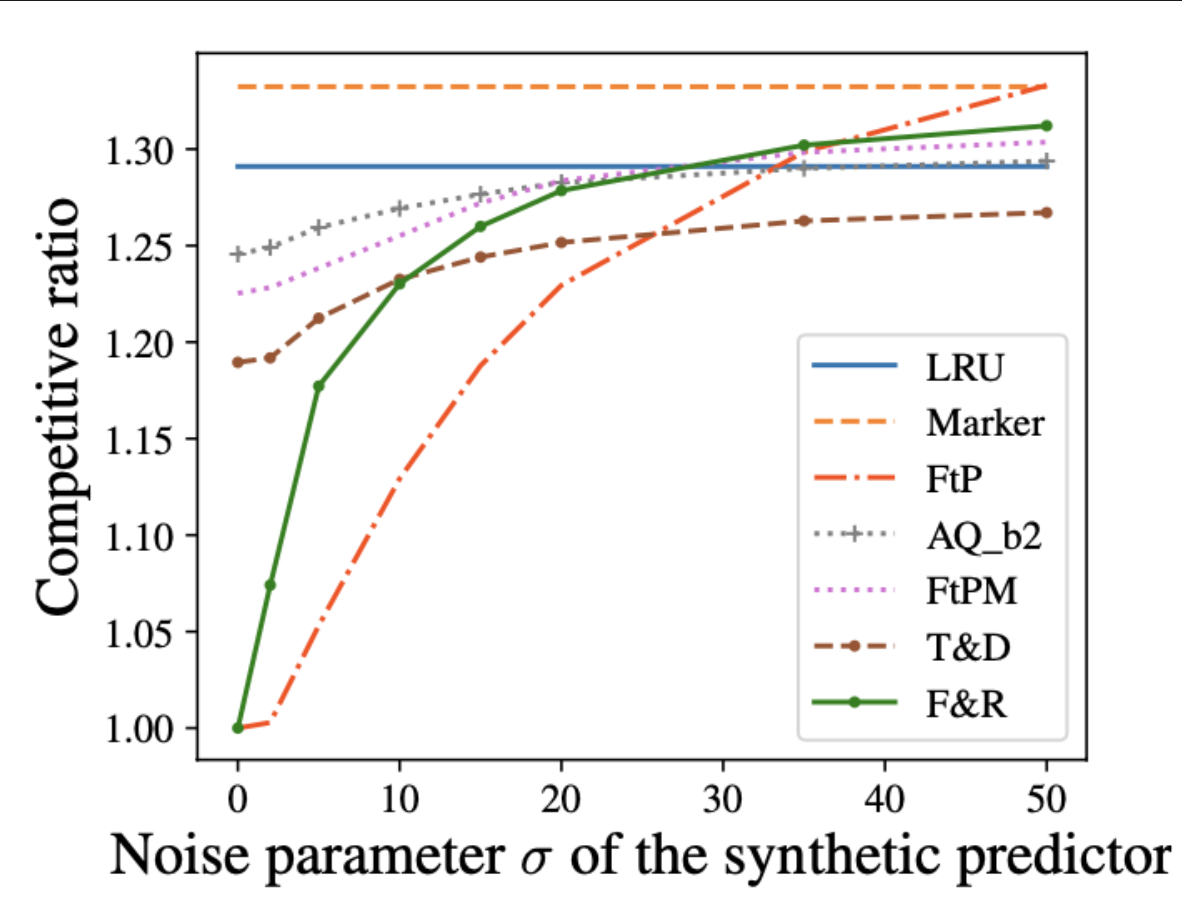 Competitive ratio
1.30
1.25
1.20
1.15
1.10
1.05
1.00
LRU
Marker
FtP
AQ_b2
FtPM
T&D
F&R
0 10 20 30 40 50
Noise parameter σ of the synthetic predictor